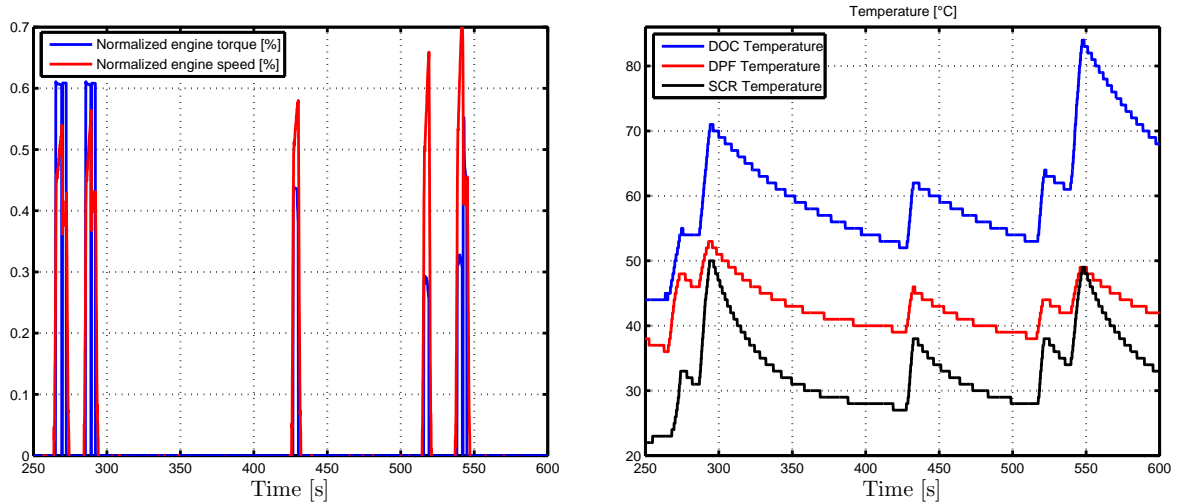 0.7
0.6
0.5
0.4
0.3
0.2
0.1
0
250 300 350 400 450 500 550 600
Time [s]
Normalized engine torque [%]
Normalized engine speed [%]
Temperature [°C]
80
70
60
50
40
30
20
250 300 350 400 450 500 550 600
Time [s]
DOC Temperature
DPF Temperature
SCR Temperature